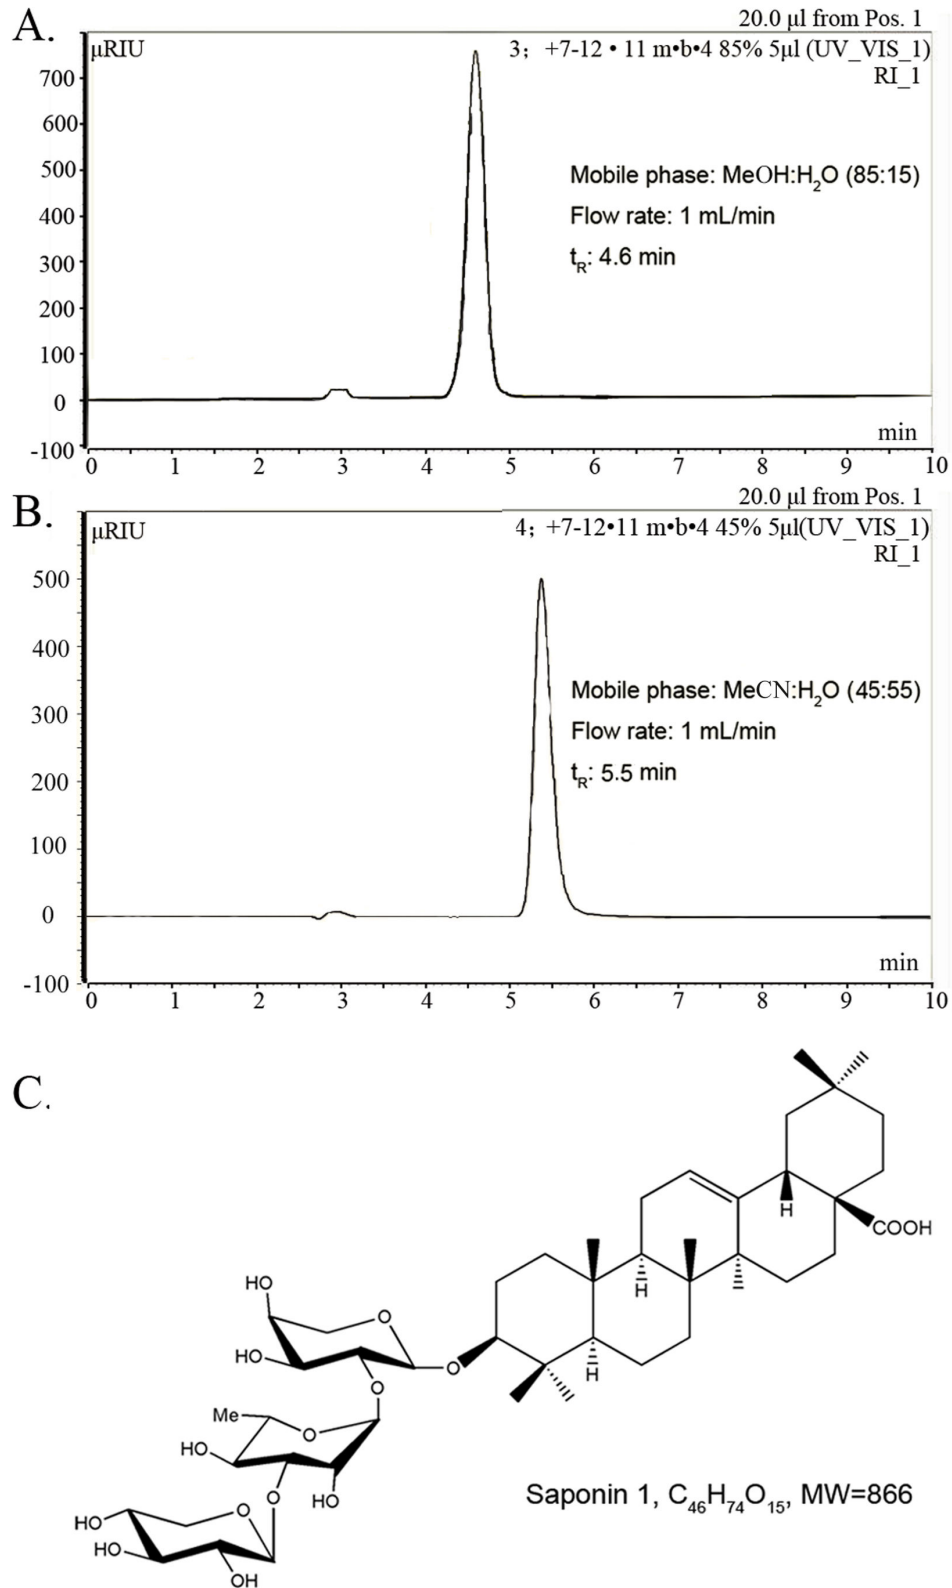 A.
20.0 μl from Pos. 1
μRIU
3; +7-12 • 11 m•b•4 85% 5μl (UV_VIS_1)
RI_1
700
600
500
400
300
200
100
0
-100
Mobile phase: MeOH:H₂O (85:15)
Flow rate: 1 mL/min
tR: 4.6 min
min
0 1 2 3 4 5 6 7 8 9 10
B.
20.0 μl from Pos. 1
μRIU
4; +7-12•11 m•b•4 45% 5μl(UV_VIS_1)
RI_1
500
400
300
200
100
0
-100
Mobile phase: MeCN:H₂O (45:55)
Flow rate: 1 mL/min
tR: 5.5 min
min
0 1 2 3 4 5 6 7 8 9 10
C.
H
COOH
H
H
HO
O
HO
O
O
Me
O
HO
HO
O
O
HO
HO
OH
Saponin 1, C₄₆H₇₄O₁₅, MW=866